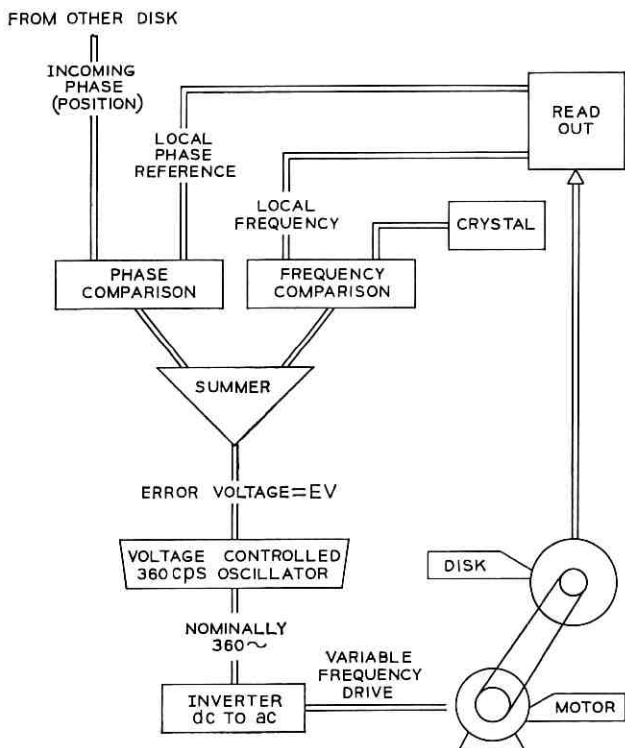 FROM OTHER DISK
INCOMING
PHASE
(POSITION)
LOCAL
PHASE
REFERENCE
READ
OUT
LOCAL
FREQUENCY
CRYSTAL
PHASE
COMPARISON
FREQUENCY
COMPARISON
SUMMER
ERROR VOLTAGE=EV
VOLTAGE CONTROLLED
360 cps OSCILLATOR
DISK
NOMINALLY
360~
VARIABLE
FREQUENCY
DRIVE
INVERTER
dc TO ac
MOTOR